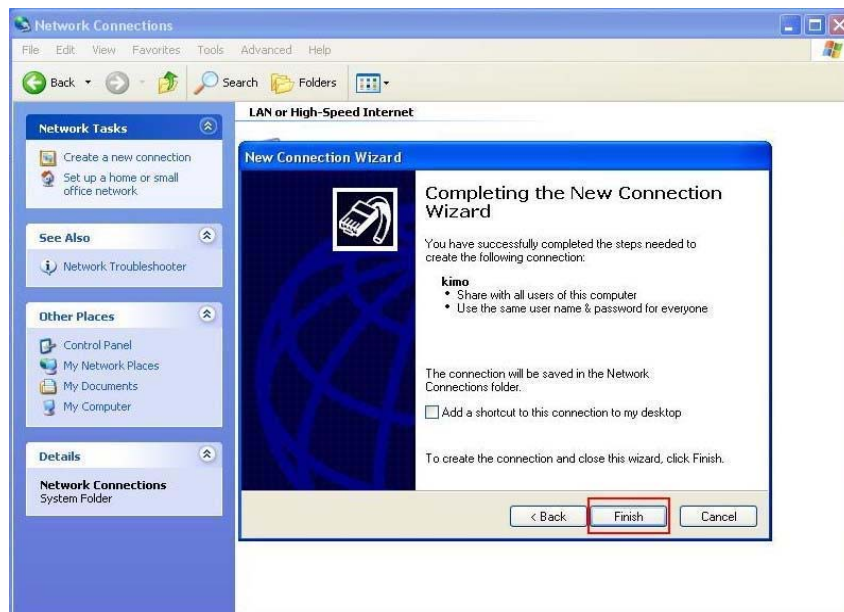 Network Connections
File Edit View Favorites Tools Advanced Help
Back Search Folders
LAN or High-Speed Internet
Network Tasks
Create a new connection
Set up a home or small
office network
See Also
Network Troubleshooter
Other Places
Control Panel
My Network Places
My Documents
My Computer
Details
Network Connections
System Folder
New Connection Wizard
Completing the New Connection
Wizard
You have successfully completed the steps needed to
create the following connection:
kimo
• Share with all users of this computer
• Use the same user name & password for everyone
The connection will be saved in the Network
Connections folder.
Add a shortcut to this connection to my desktop
To create the connection and close this wizard, click Finish.
< Back Finish Cancel